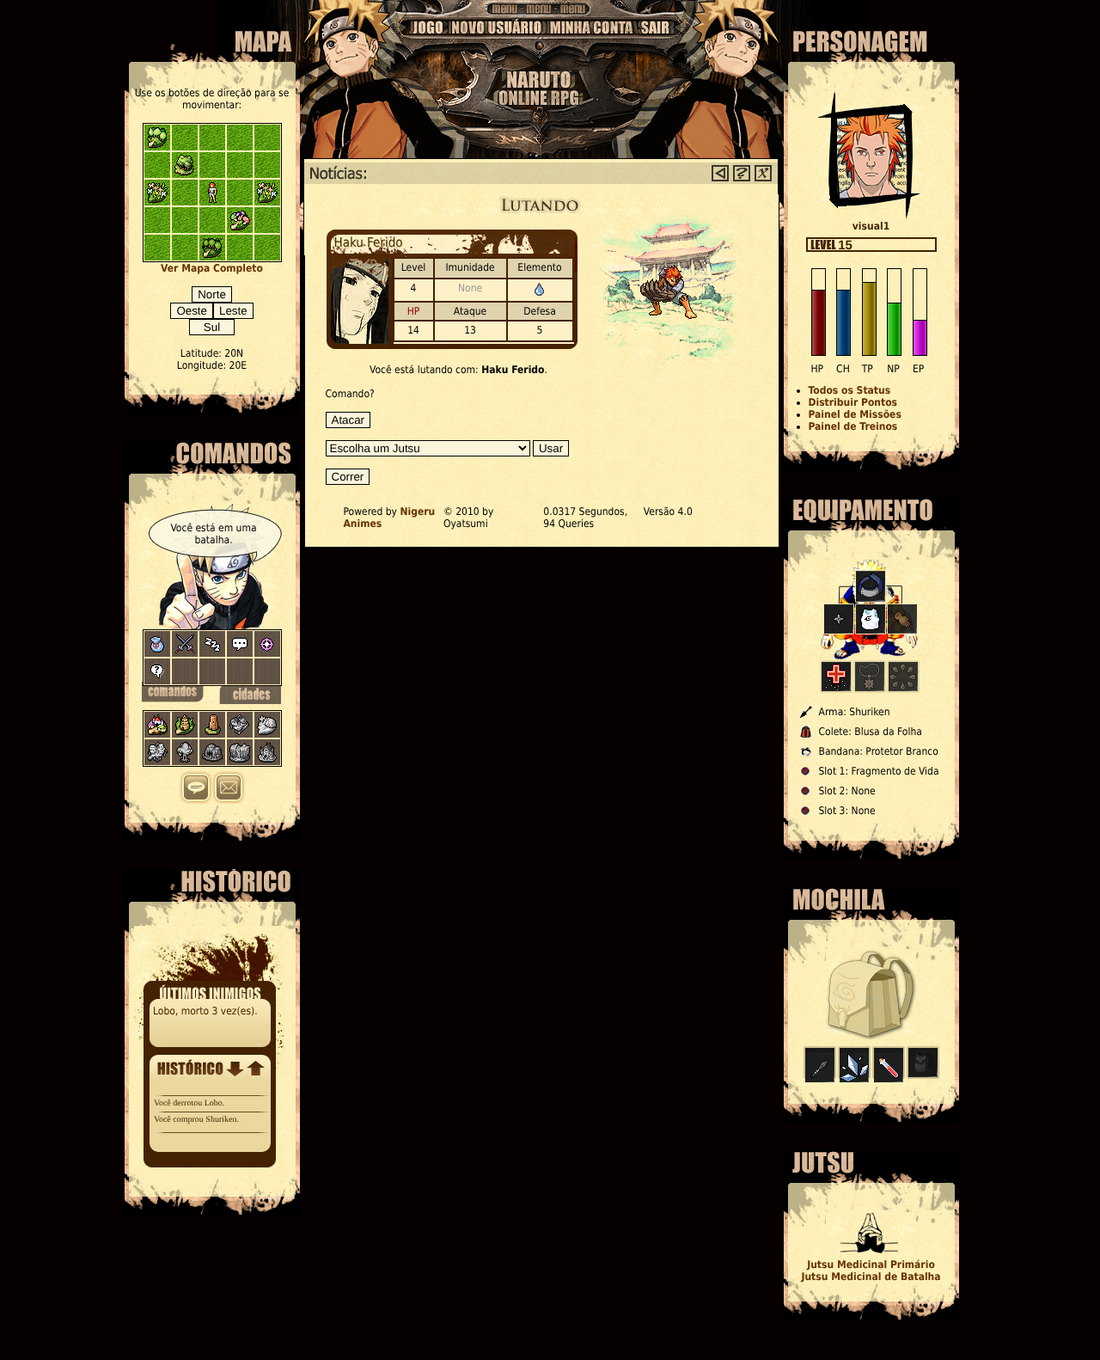 menu - menu - menu
JOGO NOVO USUÁRIO MINHA CONTA SAIR
NARUTO
ONLINE RPG
MAPA
Use os botões de direção para se
movimentar:
Ver Mapa Completo
Norte
Oeste Leste
Sul
Latitude: 20N
Longitude: 20E
COMANDOS
Você está em uma
batalha.
comandos cidades
HISTÓRICO
ÚLTIMOS INIMIGOS
Lobo, morto 3 vez(es).
HISTÓRICO
Você derrotou Lobo.
Você comprou Shuriken.
Notícias:
LUTANDO
Haku Ferido
Level Imunidade Elemento
4 None
HP Ataque Defesa
14 13 5
Você está lutando com: Haku Ferido.
Comando?
Atacar
Escolha um Jutsu Usar
Correr
Powered by Nigeru Animes
© 2010 by Oyatsumi
0.0317 Segundos, 94 Queries
Versão 4.0
PERSONAGEM
visual1
LEVEL 15
HP CH TP NP EP
Todos os Status
Distribuir Pontos
Painel de Missões
Painel de Treinos
EQUIPAMENTO
Arma: Shuriken
Colete: Blusa da Folha
Bandana: Protetor Branco
Slot 1: Fragmento de Vida
Slot 2: None
Slot 3: None
MOCHILA
JUTSU
Jutsu Medicinal Primário
Jutsu Medicinal de Batalha